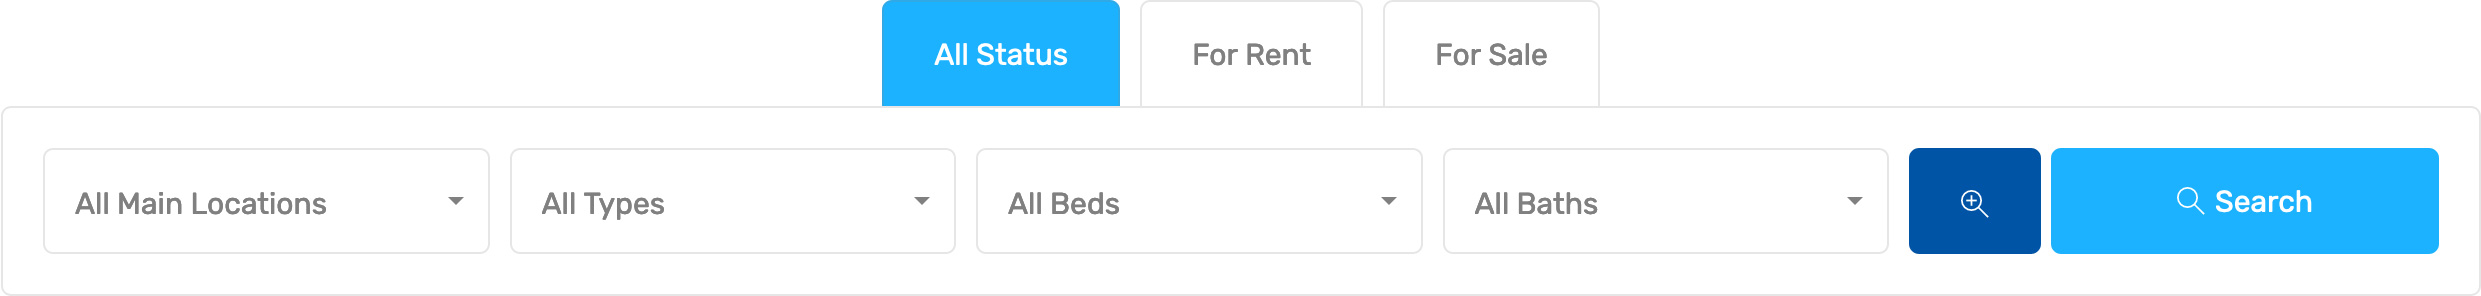 All Status
For Rent
For Sale
All Main Locations
All Types
All Beds
All Baths
Search